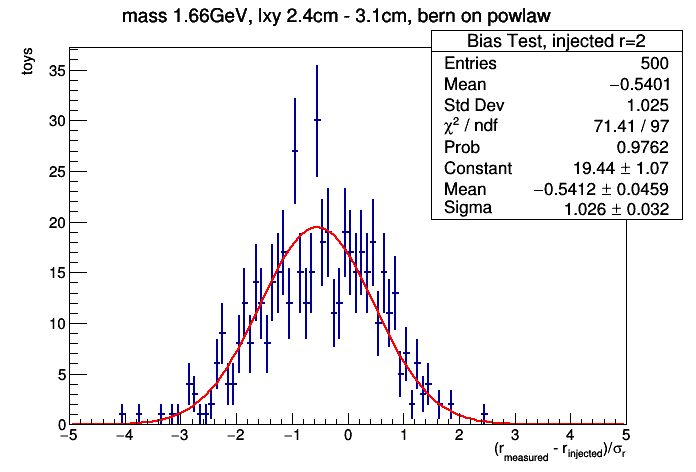 mass 1.66GeV, lxy 2.4cm - 3.1cm, bern on powlaw
Bias Test, injected r=2
Entries 500
Mean −0.5401
Std Dev 1.025
χ² / ndf 71.41 / 97
Prob 0.9762
Constant 19.44 ± 1.07
Mean −0.5412 ± 0.0459
Sigma 1.026 ± 0.032
toys
35
30
25
20
15
10
5
0
−5 −4 −3 −2 −1 0 1 2 3 4 5
(r_measured - r_injected)/σ_r